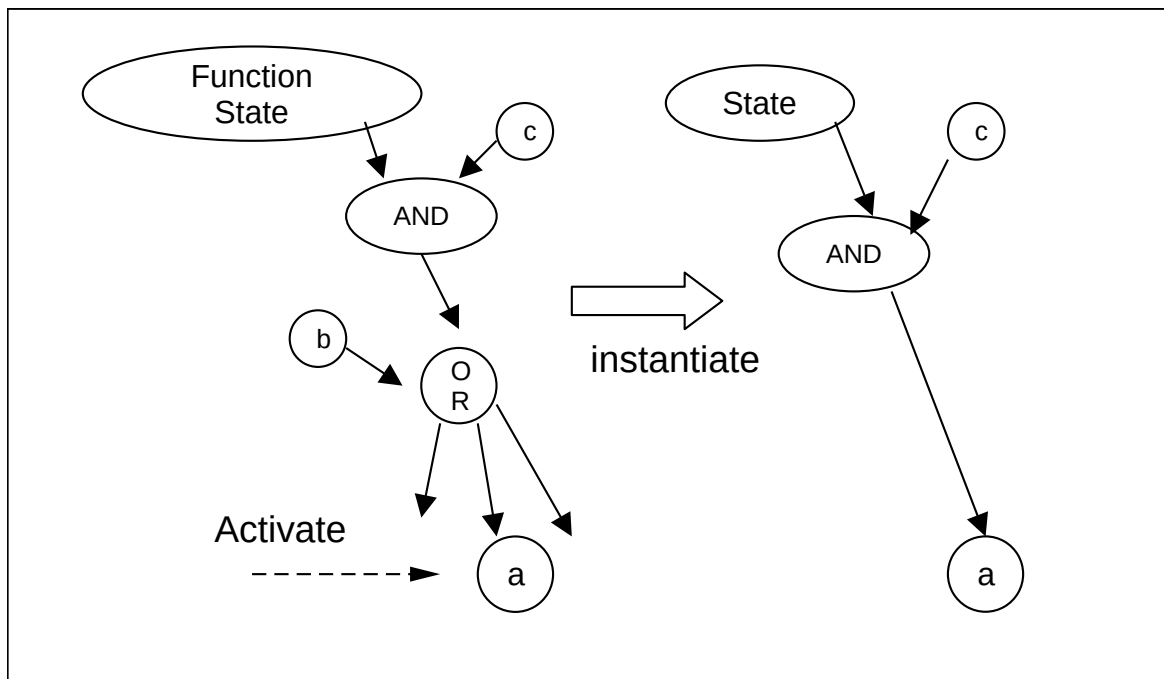 Function
State
c
AND
b
O
R
Activate
a
instantiate
State
c
AND
a